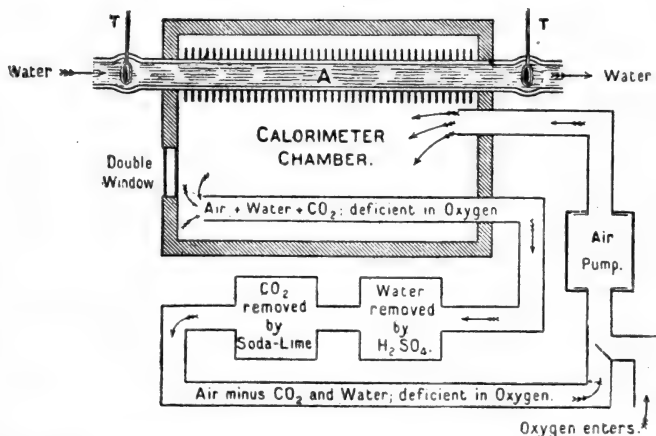 T
T
Water
A
Water
CALORIMETER
CHAMBER.
Double
Window
Air + Water + CO2: deficient in Oxygen
Air
Pump.
CO2
removed
by
Soda-Lime
Water
removed
by
H2SO4.
Air minus CO2 and Water; deficient in Oxygen.
Oxygen enters.